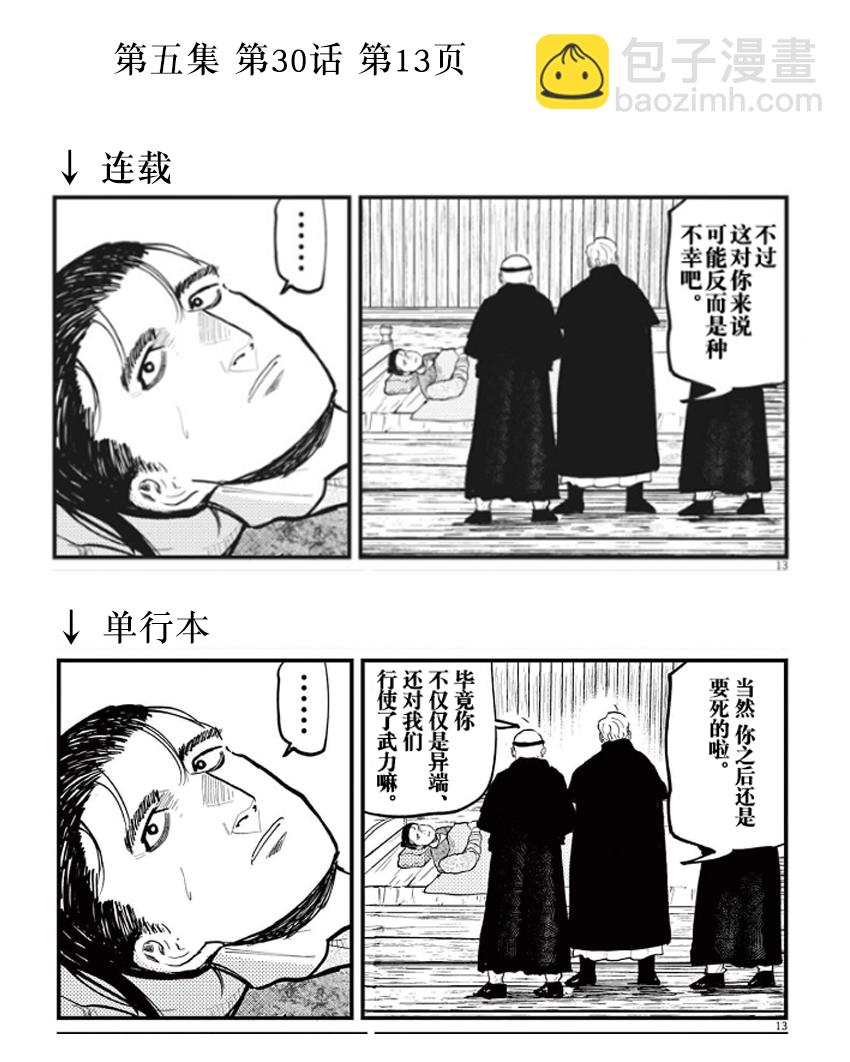 第五集 第30话 第13页
包子漫畫
baozimh.com
↓ 连载
……
不过
这对你来说
可能反而是种
不幸吧。
13
↓ 单行本
……
当然 你之后还是
要死的啦。
毕竟你
不仅仅是异端、
还对我们
行使了武力嘛。
13